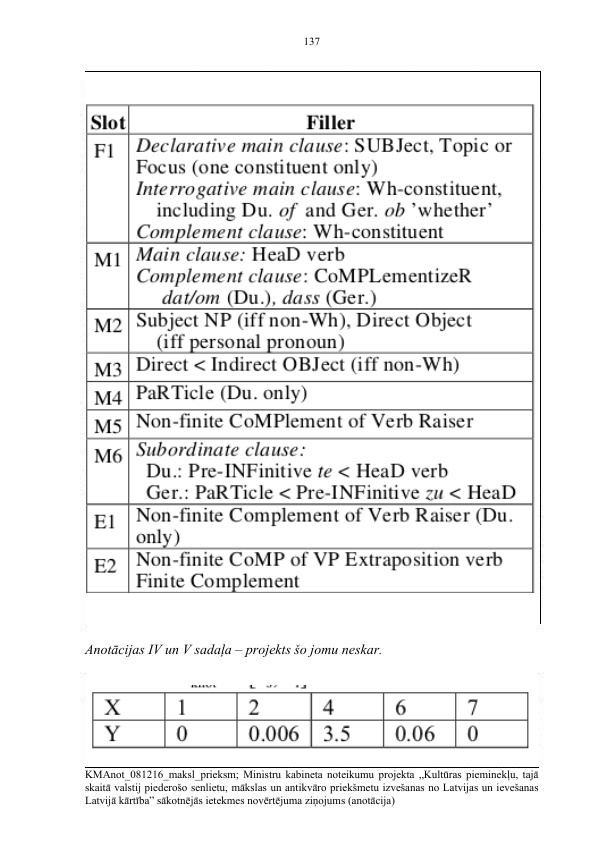 137
Slot Filler
F1 Declarative main clause: SUBJect, Topic or
Focus (one constituent only)
Interrogative main clause: Wh-constituent,
including Du. of and Ger. ob ’whether’
Complement clause: Wh-constituent
M1 Main clause: HeaD verb
Complement clause: CoMPLementizeR
dat/om (Du.), dass (Ger.)
M2 Subject NP (iff non-Wh), Direct Object
(iff personal pronoun)
M3 Direct < Indirect OBJect (iff non-Wh)
M4 PaRTicle (Du. only)
M5 Non-finite CoMPlement of Verb Raiser
M6 Subordinate clause:
Du.: Pre-INFinitive te < HeaD verb
Ger.: PaRTicle < Pre-INFinitive zu < HeaD
E1 Non-finite Complement of Verb Raiser (Du.
only)
E2 Non-finite CoMP of VP Extraposition verb
Finite Complement
Anotācijas IV un V sadaļa – projekts šo jomu neskar.
X 1 2 4 6 7
Y 0 0.006 3.5 0.06 0
KMAnot_081216_maksl_prieksm; Ministru kabineta noteikumu projekta „Kultūras pieminekļu, tajā
skaitā valstij piederošo senlietu, mākslas un antikvāro priekšmetu izvešanas no Latvijas un ievešanas
Latvijā kārtība” sākotnējās ietekmes novērtējuma ziņojums (anotācija)